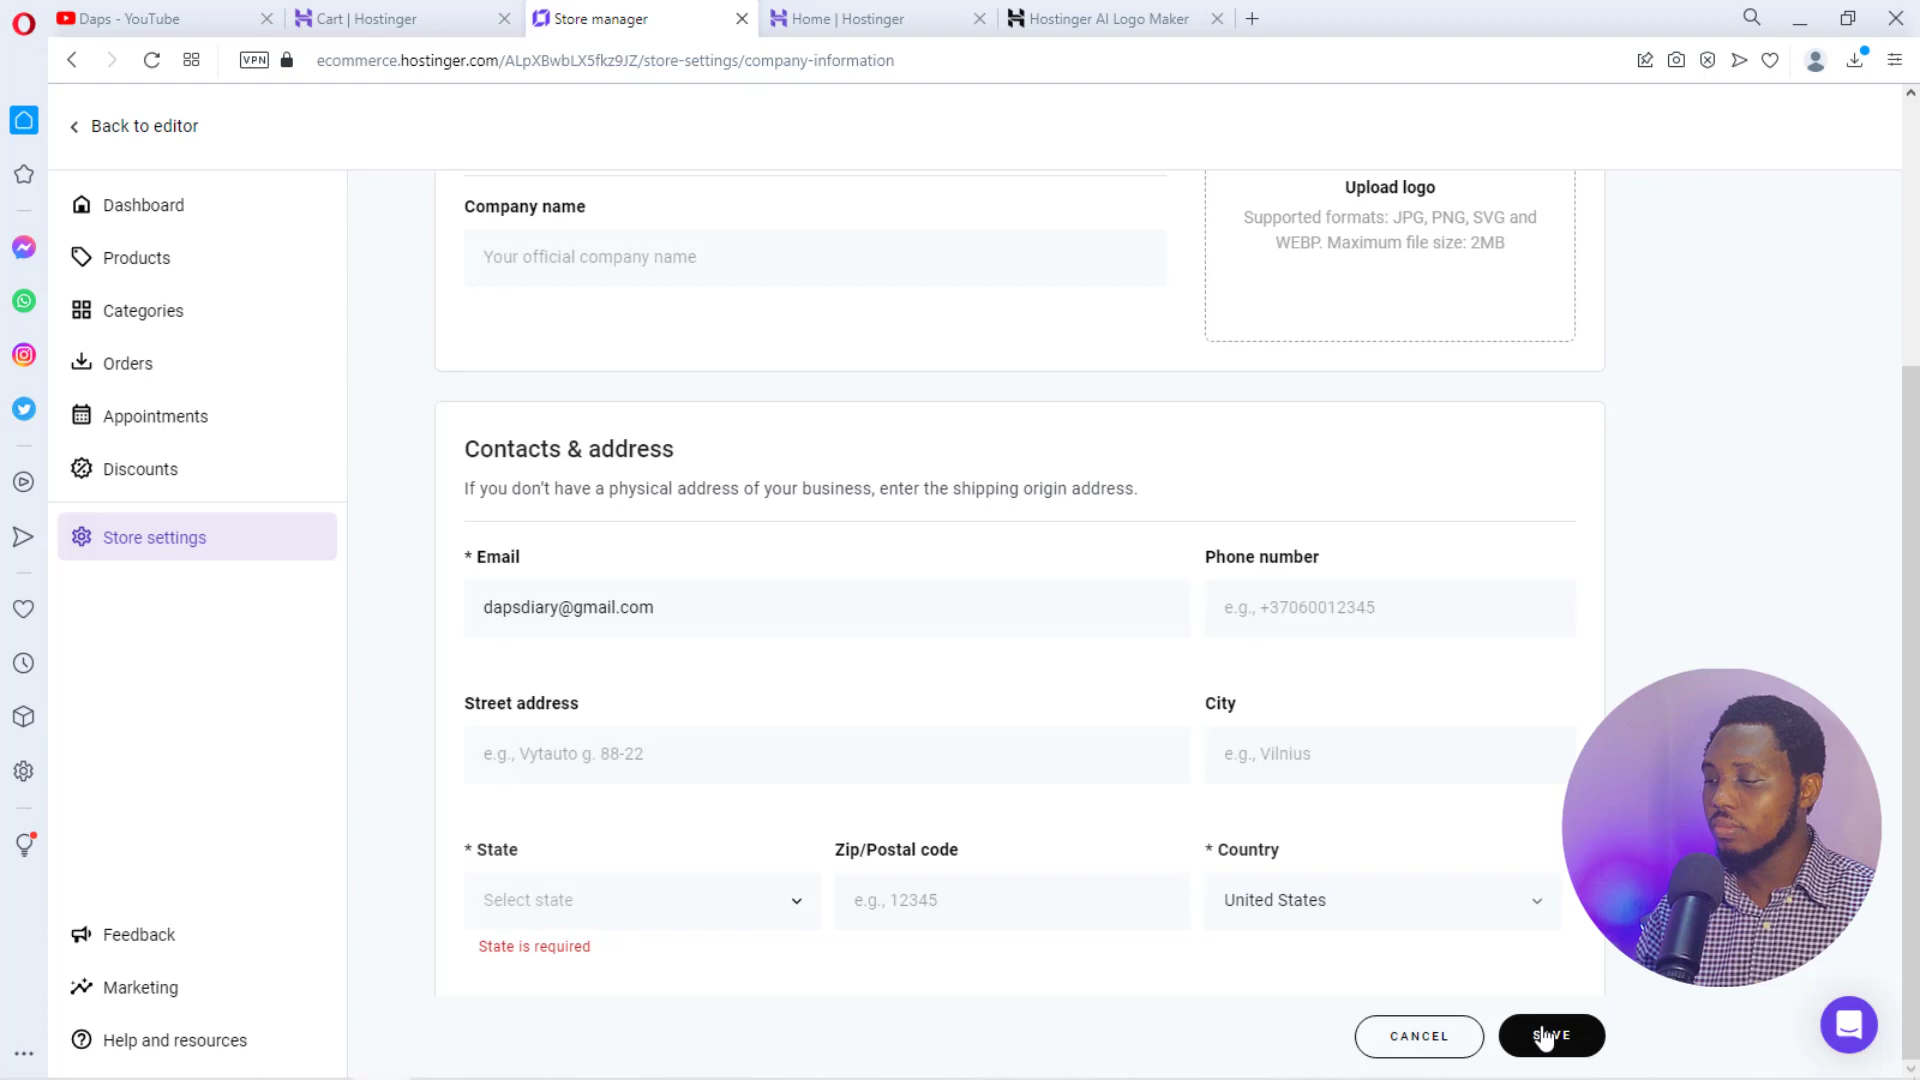 Daps - YouTube
Cart | Hostinger
Store manager
Home | Hostinger
Hostinger AI Logo Maker
VPN
ecommerce.hostinger.com/ALpXBwbLX5fkz9JZ/store-settings/company-information
Back to editor
Dashboard
Products
Categories
Orders
Appointments
Discounts
Store settings
Feedback
Marketing
Help and resources
Company name
Your official company name
Upload logo
Supported formats: JPG, PNG, SVG and
WEBP. Maximum file size: 2MB
Contacts & address
If you don't have a physical address of your business, enter the shipping origin address.
* Email
dapsdiary@gmail.com
Phone number
e.g., +37060012345
Street address
e.g., Vytauto g. 88-22
City
e.g., Vilnius
* State
Select state
State is required
Zip/Postal code
e.g., 12345
* Country
United States
CANCEL
SAVE